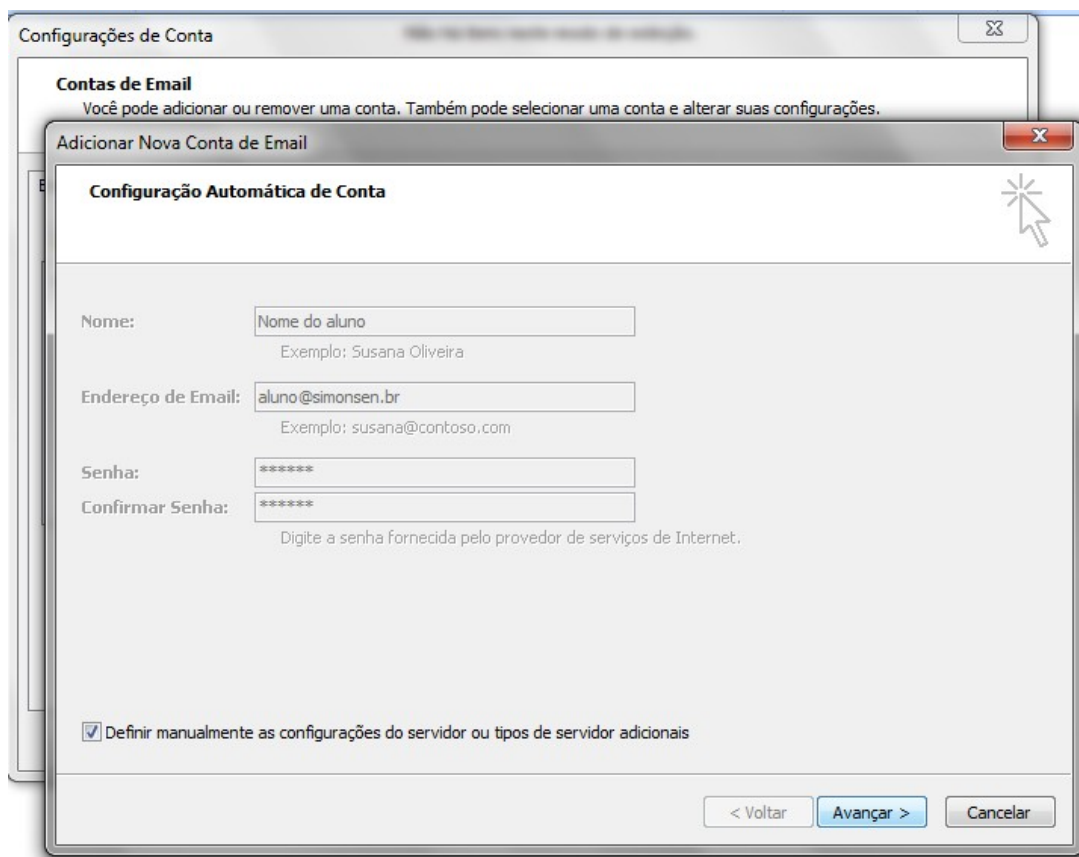 Configurações de Conta
Contas de Email
Você pode adicionar ou remover uma conta. Também pode selecionar uma conta e alterar suas configurações.
Adicionar Nova Conta de Email
Configuração Automática de Conta
Nome:
Nome do aluno
Exemplo: Susana Oliveira
Endereço de Email:
aluno@simonsen.br
Exemplo: susana@contoso.com
Senha:
******
Confirmar Senha:
******
Digite a senha fornecida pelo provedor de serviços de Internet.
Definir manualmente as configurações do servidor ou tipos de servidor adicionais
< Voltar
Avançar >
Cancelar